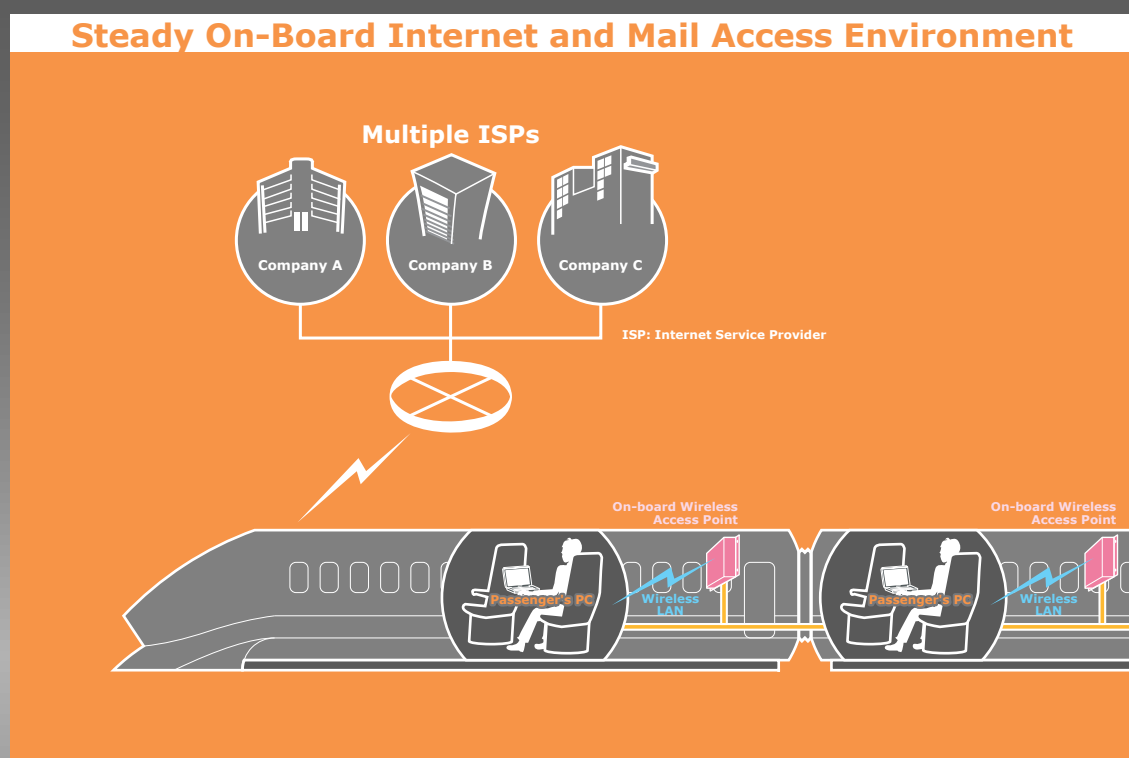 Steady On-Board Internet and Mail Access Environment
Multiple ISPs
Company A
Company B
Company C
ISP: Internet Service Provider
On-board Wireless
Access Point
On-board Wireless
Access Point
Passenger's PC
Wireless
LAN
Passenger's PC
Wireless
LAN